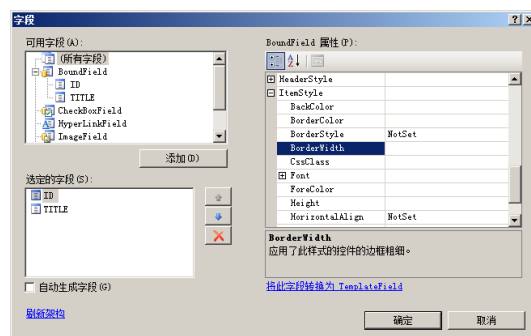 字段
可用字段(A):
(所有字段)
BoundField
ID
TITLE
CheckBoxField
HyperLinkField
ImageField
添加(D)
选定的字段(S):
ID
TITLE
自动生成字段(G)
刷新架构
BoundField 属性(P):
HeaderStyle
ItemStyle
BackColor
BorderColor
BorderStyle NotSet
BorderWidth
CssClass
Font
ForeColor
Height
HorizontalAlign NotSet
BorderWidth
应用了此样式的控件的边框粗细。
将此字段转换为 TemplateField
确定 取消